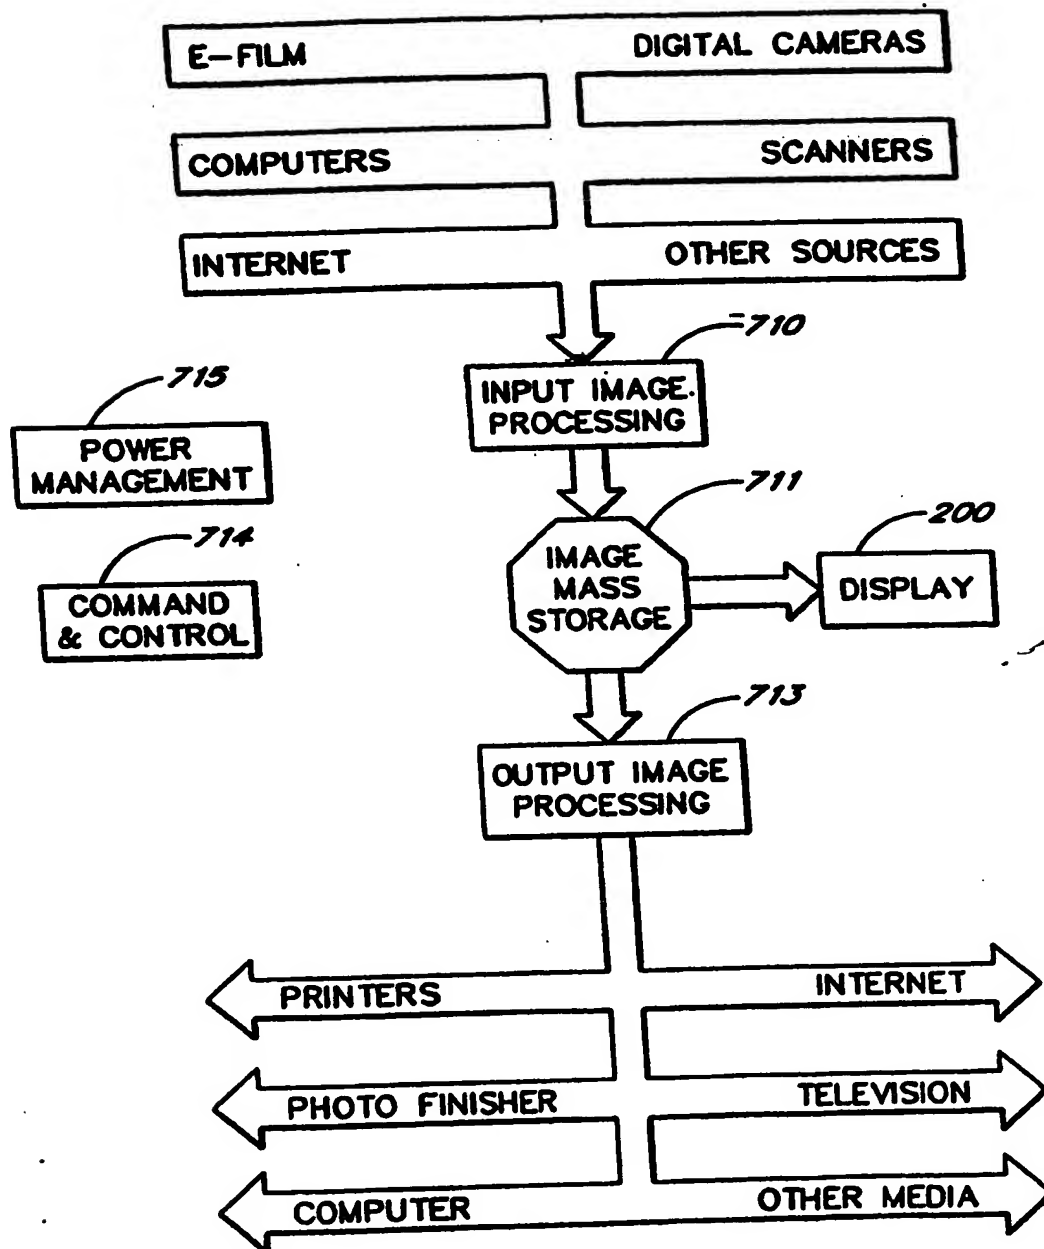 E-FILM DIGITAL CAMERAS
COMPUTERS SCANNERS
INTERNET OTHER SOURCES
710
INPUT IMAGE
PROCESSING
715
POWER
MANAGEMENT
711
IMAGE
MASS
STORAGE
200
DISPLAY
714
COMMAND
& CONTROL
713
OUTPUT IMAGE
PROCESSING
PRINTERS INTERNET
PHOTO FINISHER TELEVISION
COMPUTER OTHER MEDIA